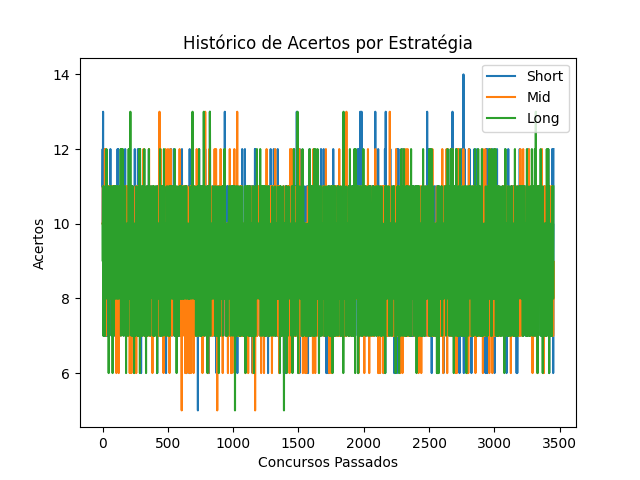 Histórico de Acertos por Estratégia
Short
Mid
Long
Acertos
14
12
10
8
6
0 500 1000 1500 2000 2500 3000 3500
Concursos Passados